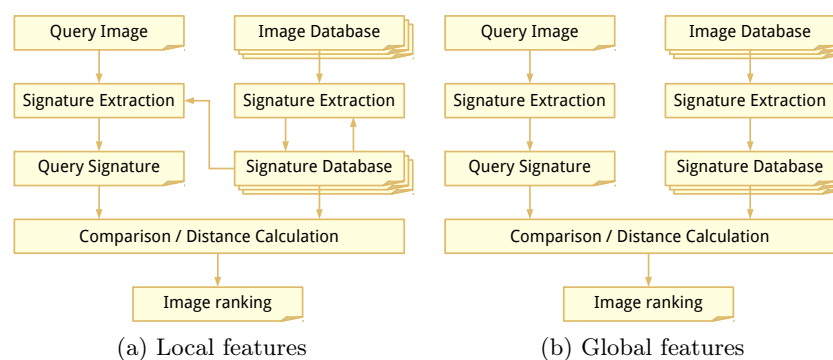 Query Image
Image Database
Signature Extraction
Signature Extraction
Query Signature
Signature Database
Comparison / Distance Calculation
Image ranking
(a) Local features
Query Image
Image Database
Signature Extraction
Signature Extraction
Query Signature
Signature Database
Comparison / Distance Calculation
Image ranking
(b) Global features